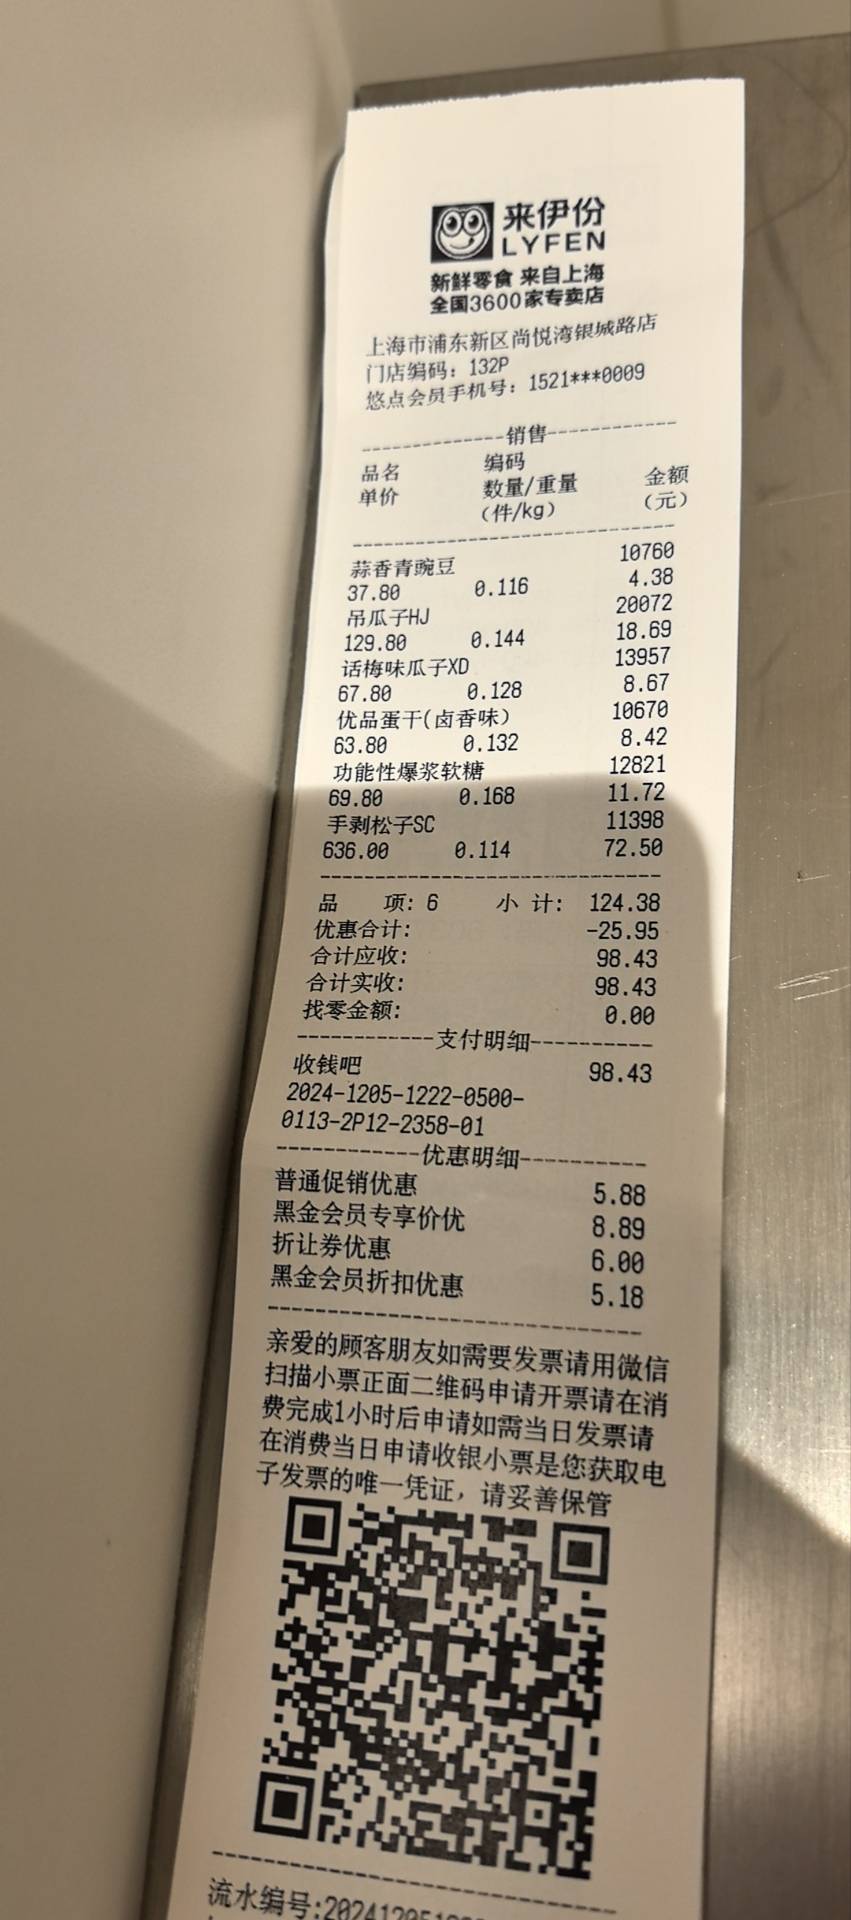 来伊份
LYFEN
新鲜零食 来自上海
全国3600家专卖店
上海市浦东新区尚悦湾银城路店
门店编码：132P
悠点会员手机号：1521***0009
--------------销售--------------
品名 编码
单价 数量/重量 金额
（件/kg） （元）
蒜香青豌豆 10760
37.80 0.116 4.38
吊瓜子HJ 20072
129.80 0.144 18.69
话梅味瓜子XD 13957
67.80 0.128 8.67
优品蛋干(卤香味） 10670
63.80 0.132 8.42
功能性爆浆软糖 12821
69.80 0.168 11.72
手剥松子SC 11398
636.00 0.114 72.50
品 项: 6 小 计: 124.38
优惠合计: -25.95
合计应收: 98.43
合计实收: 98.43
找零金额: 0.00
------------支付明细------------
收钱吧 98.43
2024-1205-1222-0500-
0113-2P12-2358-01
------------优惠明细------------
普通促销优惠 5.88
黑金会员专享价优 8.89
折让券优惠 6.00
黑金会员折扣优惠 5.18
亲爱的顾客朋友如需要发票请用微信
扫描小票正面二维码申请开票请在消
费完成1小时后申请如需当日发票请
在消费当日申请收银小票是您获取电
子发票的唯一凭证，请妥善保管
流水编号:20241205